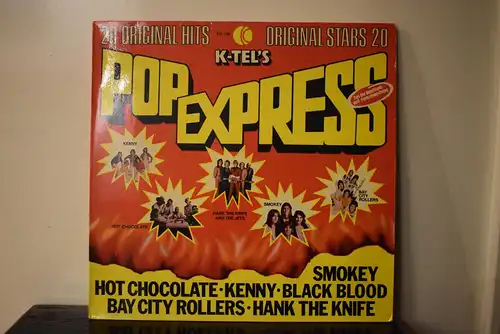 20 ORIGINAL HITS
ORIGINAL STARS 20
K
K-TEL'S
POP EXPRESS
KENNY
HOT CHOCOLATE
HANK THE KNIFE
AND THE JETS
SMOKEY
BAY
CITY
ROLLERS
SMOKEY
HOT CHOCOLATE · KENNY · BLACK BLOOD
BAY CITY ROLLERS · HANK THE KNIFE